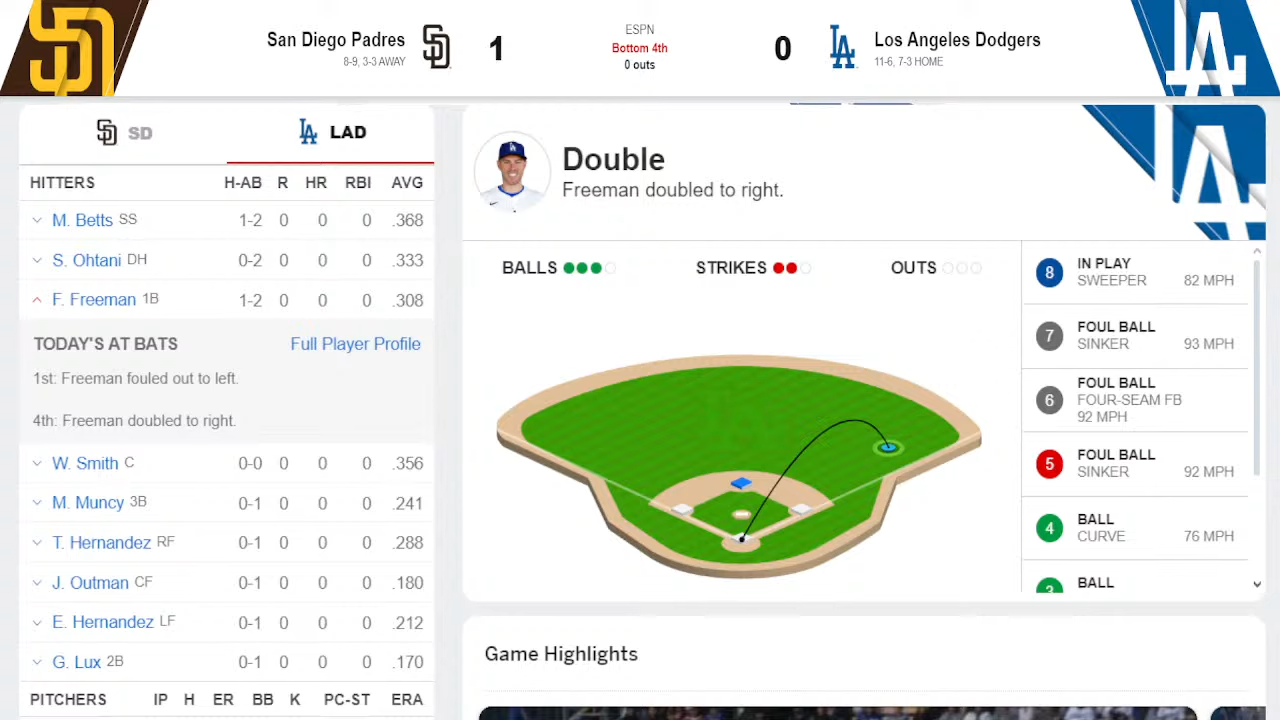 San Diego Padres
8-9, 3-3 AWAY
SD
1
ESPN
Bottom 4th
0 outs
0
LA
Los Angeles Dodgers
11-6, 7-3 HOME
SD
LAD
HITTERS H-AB R HR RBI AVG
M. Betts SS 1-2 0 0 0 .368
S. Ohtani DH 0-2 0 0 0 .333
F. Freeman 1B 1-2 0 0 0 .308
TODAY'S AT BATS Full Player Profile
1st: Freeman fouled out to left.
4th: Freeman doubled to right.
W. Smith C 0-0 0 0 0 .356
M. Muncy 3B 0-1 0 0 0 .241
T. Hernandez RF 0-1 0 0 0 .288
J. Outman CF 0-1 0 0 0 .180
E. Hernandez LF 0-1 0 0 0 .212
G. Lux 2B 0-1 0 0 0 .170
PITCHERS IP H ER BB K PC-ST ERA
Double
Freeman doubled to right.
BALLS STRIKES OUTS
8 IN PLAY
SWEEPER 82 MPH
7 FOUL BALL
SINKER 93 MPH
6 FOUL BALL
FOUR-SEAM FB
92 MPH
5 FOUL BALL
SINKER 92 MPH
4 BALL
CURVE 76 MPH
3 BALL
Game Highlights